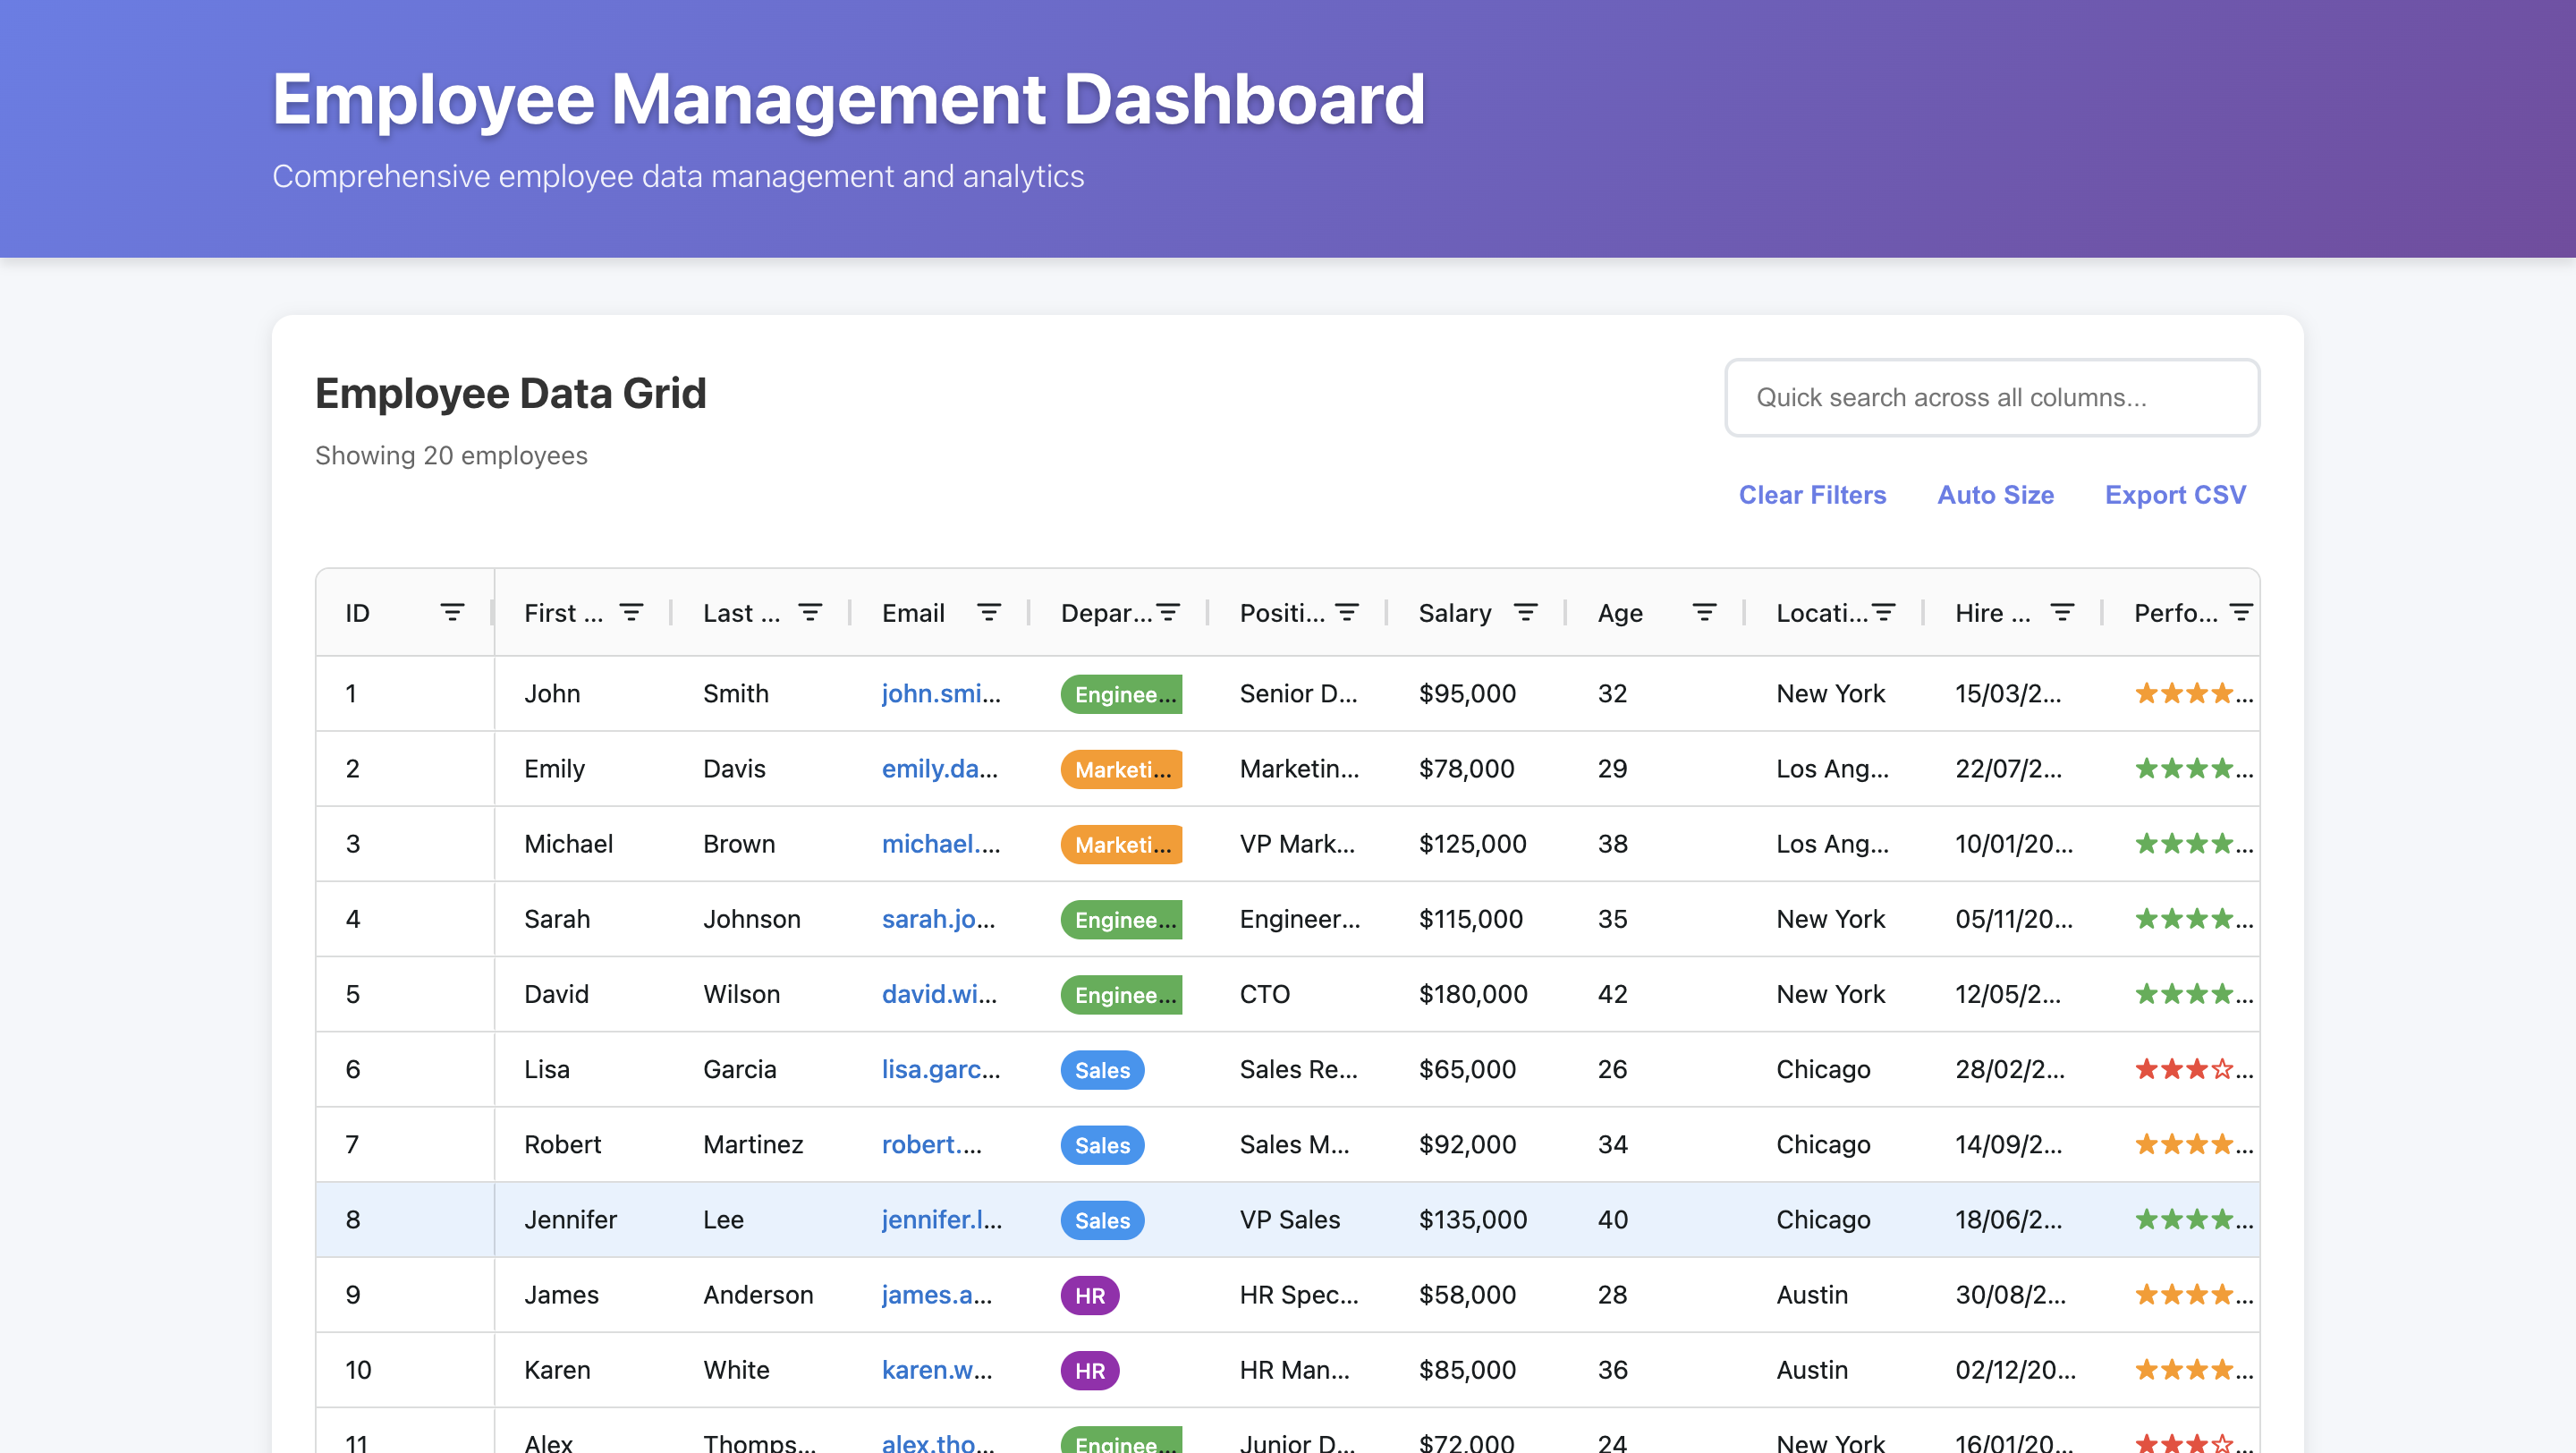 Employee Management Dashboard
Comprehensive employee data management and analytics
Employee Data Grid
Showing 20 employees
Quick search across all columns...
Clear Filters Auto Size Export CSV
ID First ... Last ... Email Depar... Positi... Salary Age Locati... Hire ... Perfo...
1 John Smith john.smi... Enginee... Senior D... $95,000 32 New York 15/03/2... ★★★★...
2 Emily Davis emily.da... Marketi... Marketin... $78,000 29 Los Ang... 22/07/2... ★★★★...
3 Michael Brown michael.... Marketi... VP Mark... $125,000 38 Los Ang... 10/01/20... ★★★★...
4 Sarah Johnson sarah.jo... Enginee... Engineer... $115,000 35 New York 05/11/20... ★★★★...
5 David Wilson david.wi... Enginee... CTO $180,000 42 New York 12/05/2... ★★★★...
6 Lisa Garcia lisa.garc... Sales Sales Re... $65,000 26 Chicago 28/02/2... ★★★☆...
7 Robert Martinez robert.... Sales Sales M... $92,000 34 Chicago 14/09/2... ★★★★...
8 Jennifer Lee jennifer.l... Sales VP Sales $135,000 40 Chicago 18/06/2... ★★★★...
9 James Anderson james.a... HR HR Spec... $58,000 28 Austin 30/08/2... ★★★★...
10 Karen White karen.w... HR HR Man... $85,000 36 Austin 02/12/20... ★★★★...
11 Alex Thomps... alex.tho... Enginee... Junior D... $72,000 24 New York 16/01/20... ★★★☆...